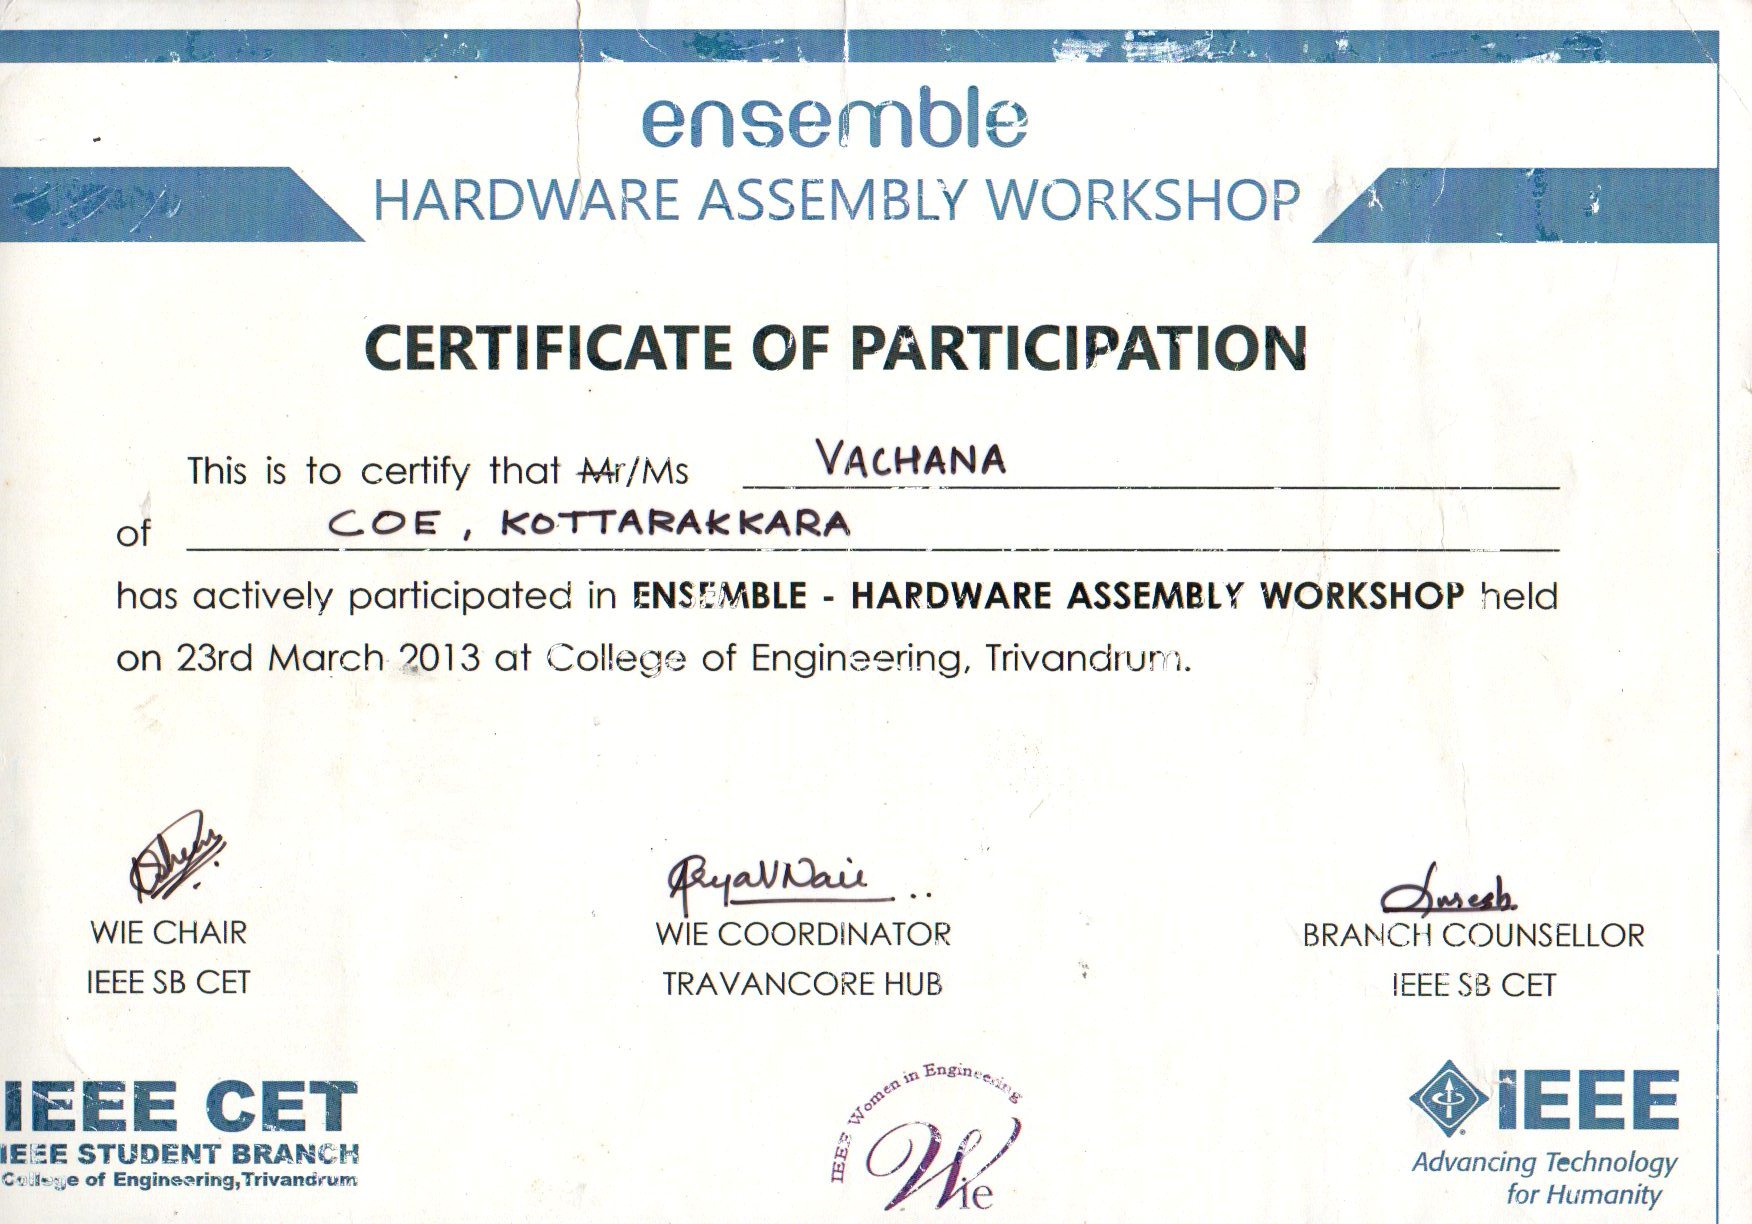 ensemble
HARDWARE ASSEMBLY WORKSHOP
CERTIFICATE OF PARTICIPATION
This is to certify that Mr/Ms VACHANA
of COE, KOTTARAKKARA
has actively participated in ENSEMBLE - HARDWARE ASSEMBLY WORKSHOP held
on 23rd March 2013 at College of Engineering, Trivandrum.
Suresh
WIE CHAIR WIE COORDINATOR BRANCH COUNSELLOR
IEEE SB CET TRAVANCORE HUB IEEE SB CET
IEEE CET
IEEE STUDENT BRANCH
College of Engineering,Trivandrum
IEEE Women in Engineering
Wie
IEEE
Advancing Technology
for Humanity